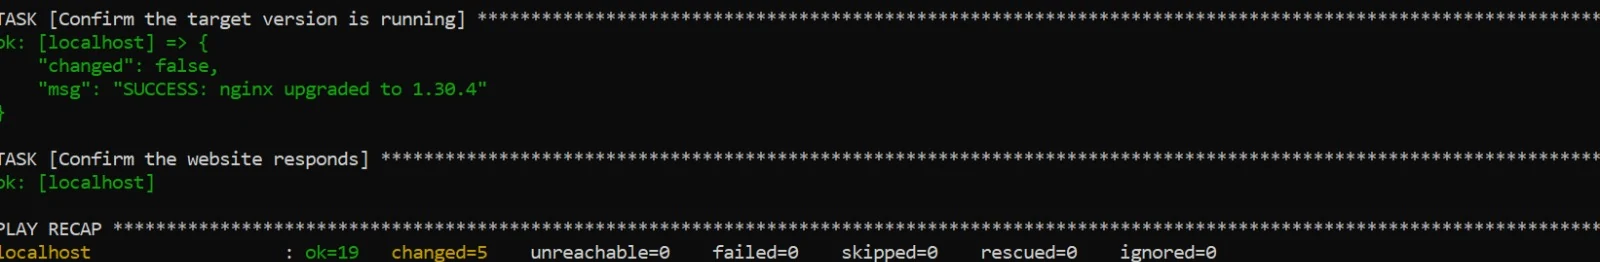 TASK [Confirm the target version is running] ****************************************************************************************************
ok: [localhost] => {
    "changed": false,
    "msg": "SUCCESS: nginx upgraded to 1.30.4"
}
TASK [Confirm the website responds] *************************************************************************************************************
ok: [localhost]
PLAY RECAP **************************************************************************************************************************************
localhost                  : ok=19   changed=5    unreachable=0    failed=0    skipped=0    rescued=0    ignored=0